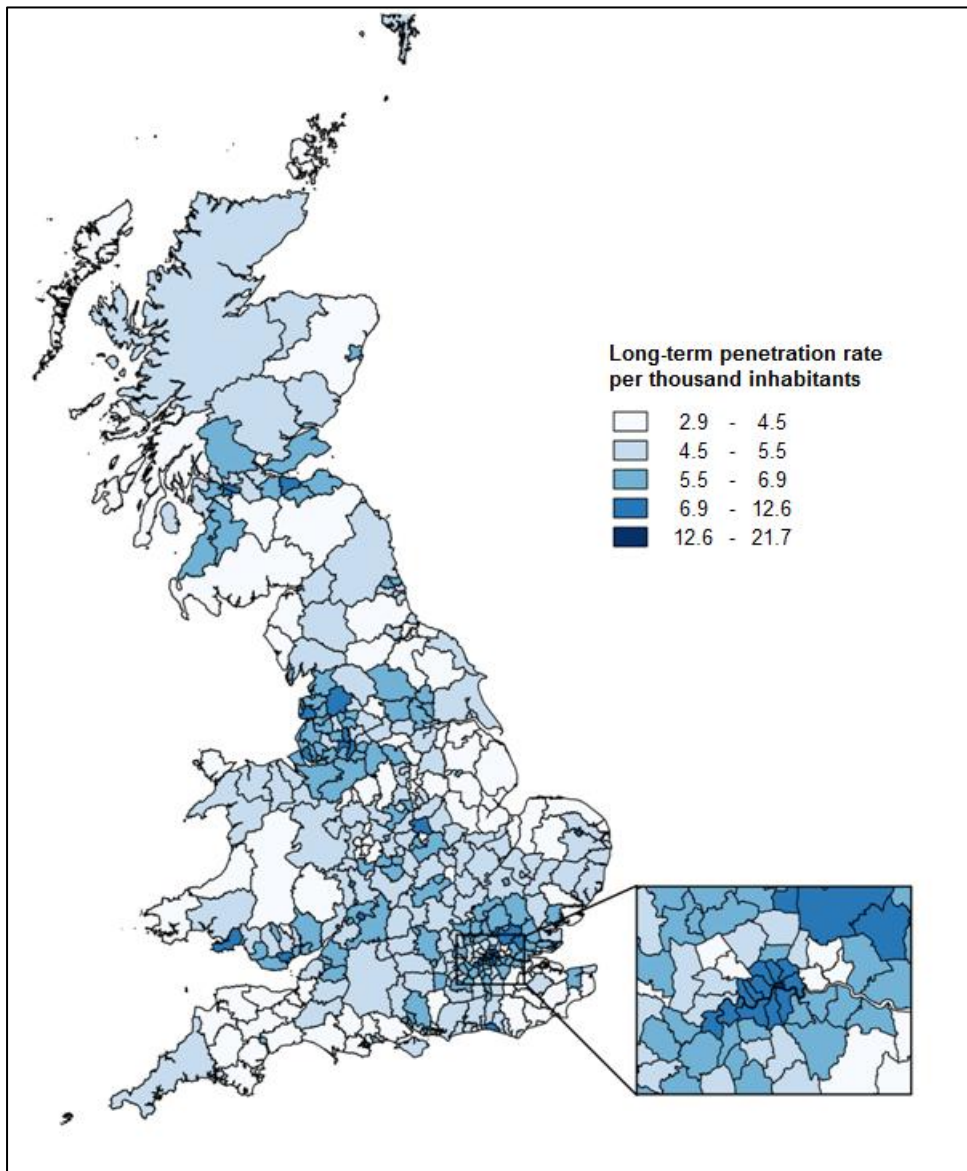 Long-term penetration rate
per thousand inhabitants
2.9 - 4.5
4.5 - 5.5
5.5 - 6.9
6.9 - 12.6
12.6 - 21.7